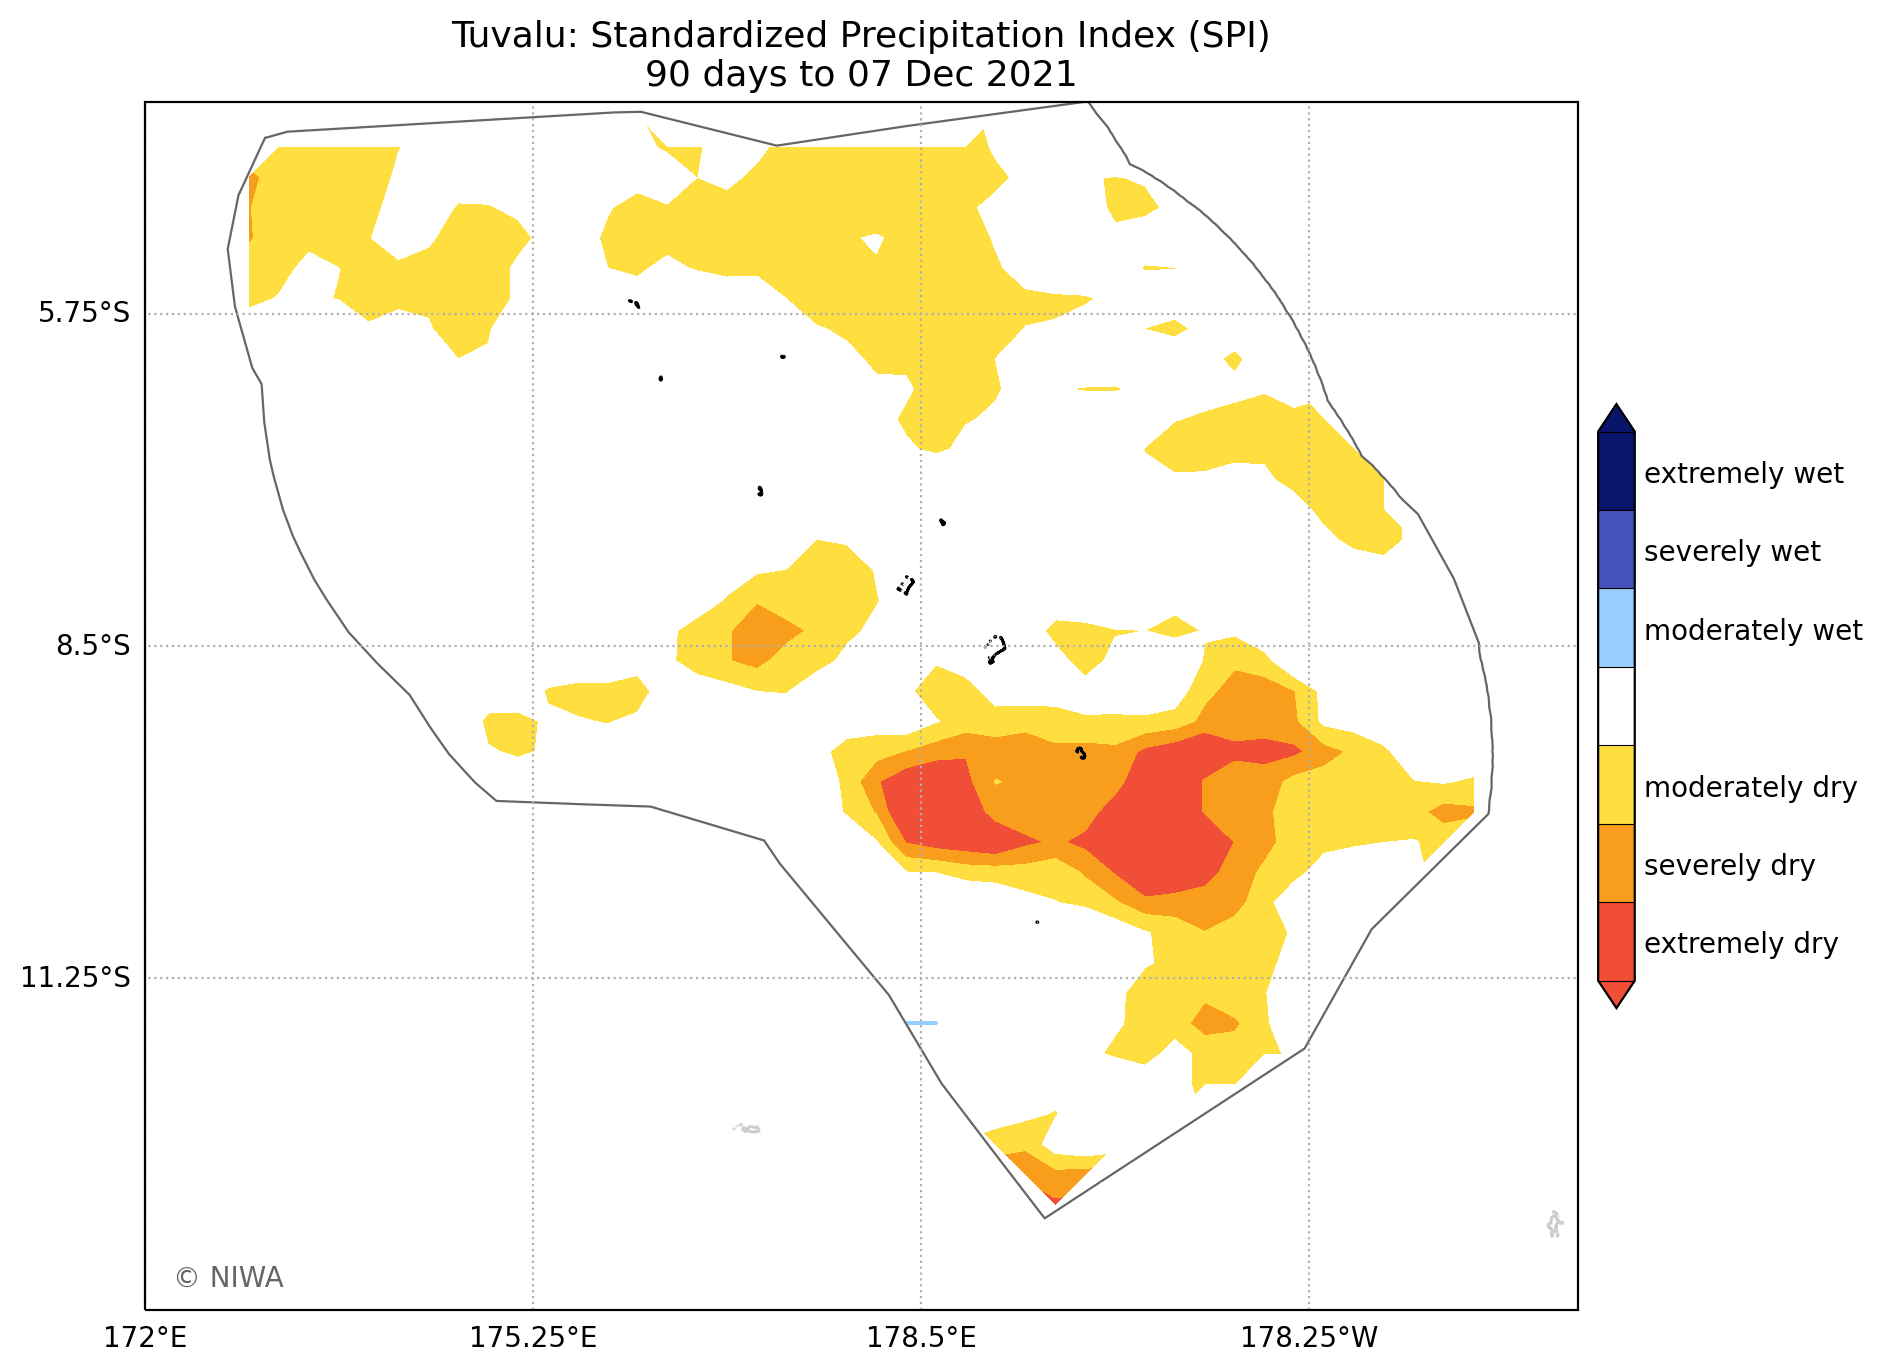 Tuvalu: Standardized Precipitation Index (SPI)
90 days to 07 Dec 2021
5.75°S
8.5°S
11.25°S
172°E
175.25°E
178.5°E
178.25°W
extremely wet
severely wet
moderately wet
moderately dry
severely dry
extremely dry
© NIWA